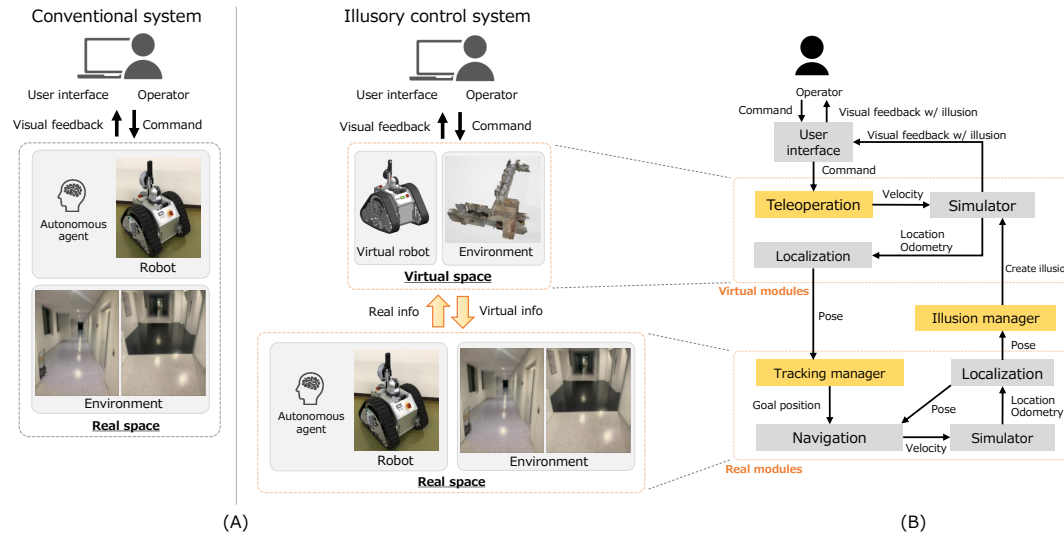 Conventional system
User interface
Operator
Visual feedback
Command
Autonomous
agent
Robot
Environment
Real space
Illusory control system
User interface
Operator
Visual feedback
Command
Virtual robot
Environment
Virtual space
Real info
Virtual info
Autonomous
agent
Robot
Environment
Real space
(A)
Operator
Command
Visual feedback w/ illusion
User
interface
Visual feedback w/ illusion
Command
Teleoperation
Velocity
Simulator
Location
Odometry
Localization
Create illusion
Virtual modules
Pose
Illusion manager
Pose
Tracking manager
Localization
Goal position
Pose
Location
Odometry
Navigation
Velocity
Simulator
Real modules
(B)